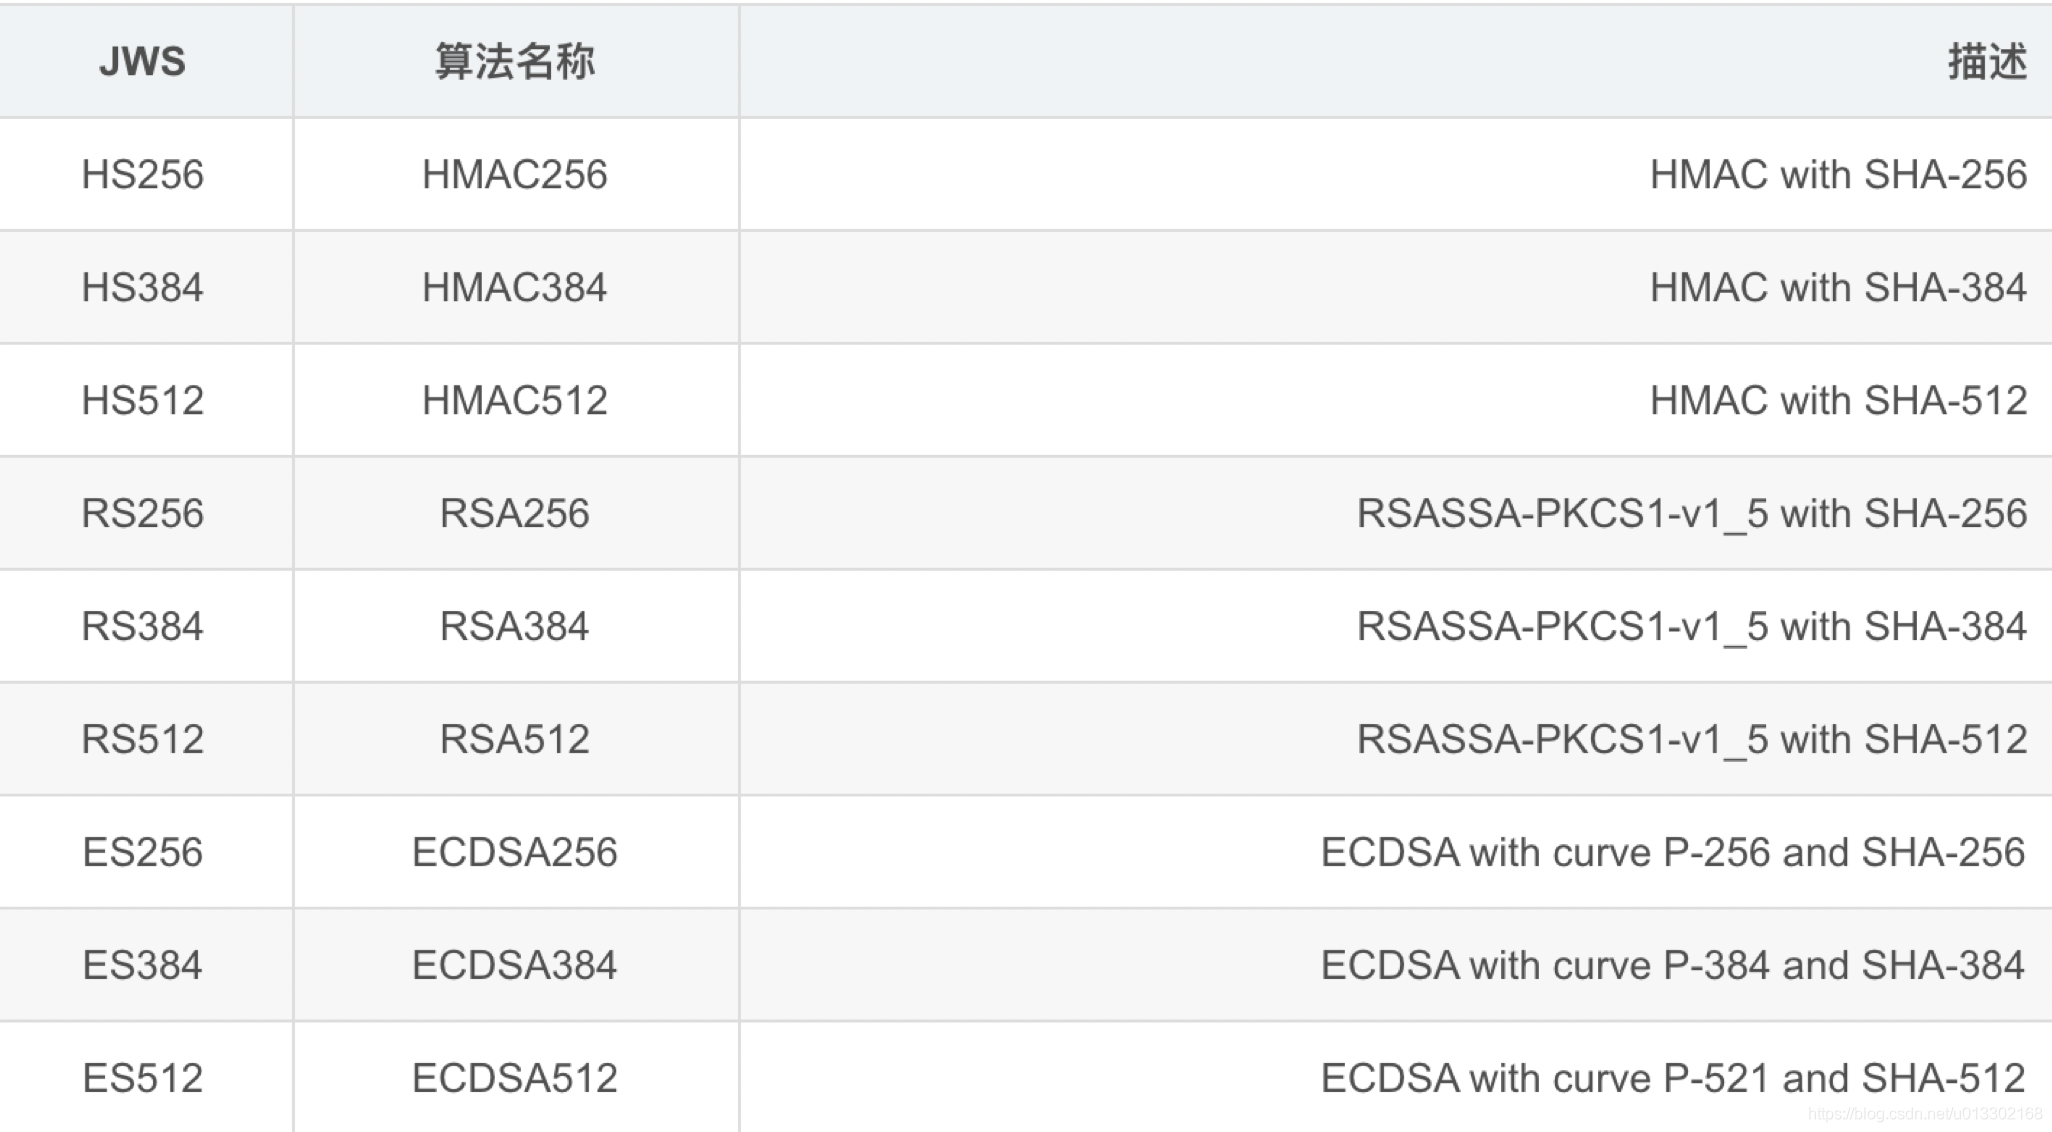 JWS 算法名称 描述
HS256 HMAC256 HMAC with SHA-256
HS384 HMAC384 HMAC with SHA-384
HS512 HMAC512 HMAC with SHA-512
RS256 RSA256 RSASSA-PKCS1-v1_5 with SHA-256
RS384 RSA384 RSASSA-PKCS1-v1_5 with SHA-384
RS512 RSA512 RSASSA-PKCS1-v1_5 with SHA-512
ES256 ECDSA256 ECDSA with curve P-256 and SHA-256
ES384 ECDSA384 ECDSA with curve P-384 and SHA-384
ES512 ECDSA512 ECDSA with curve P-521 and SHA-512
https://blog.csdn.net/u013302168